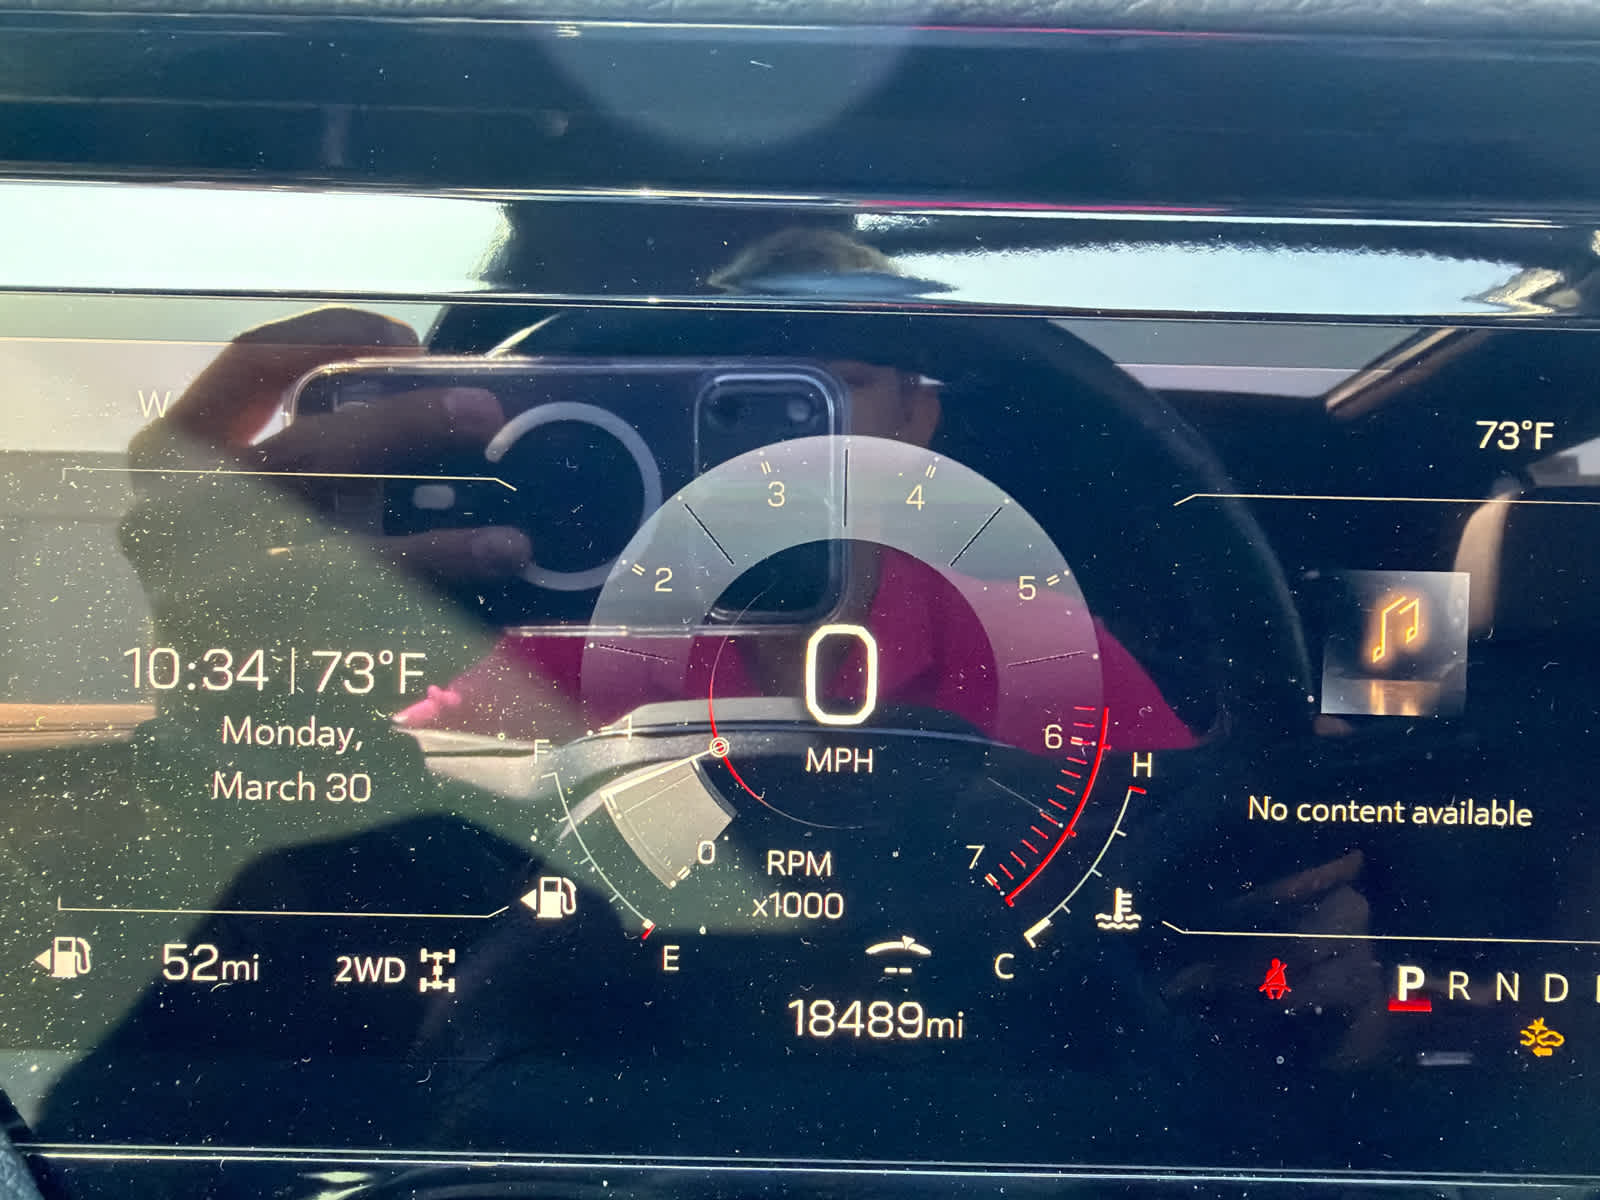 W
73°F
3
4
2
5
10:34 | 73°F
Monday,
March 30
1
6
0
MPH
F
H
No content available
0
7
RPM
x1000
E
C
52mi
2WD
P R N D
18489mi